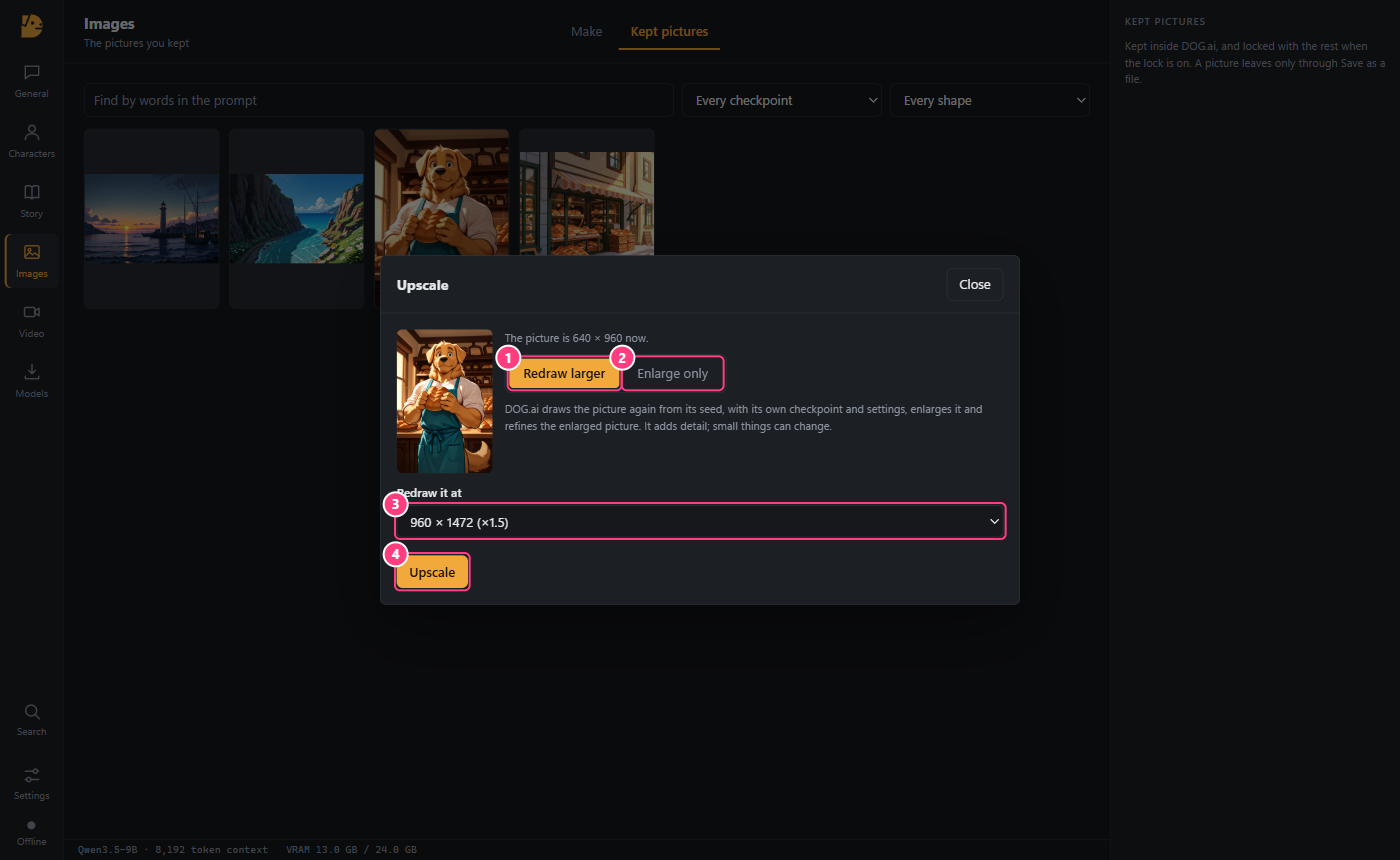 Images
The pictures you kept
Make
Kept pictures
KEPT PICTURES
Kept inside DOG.ai, and locked with the rest when
the lock is on. A picture leaves only through Save as a
file.
General
Characters
Story
Images
Video
Models
Search
Settings
Offline
Find by words in the prompt
Every checkpoint
Every shape
Upscale
Close
The picture is 640 × 960 now.
1
Redraw larger
2
Enlarge only
DOG.ai draws the picture again from its seed, with its own checkpoint and settings, enlarges it and
refines the enlarged picture. It adds detail; small things can change.
Redraw it at
3
960 × 1472 (×1.5)
4
Upscale
Qwen3.5-9B · 8,192 token context VRAM 13.0 GB / 24.0 GB